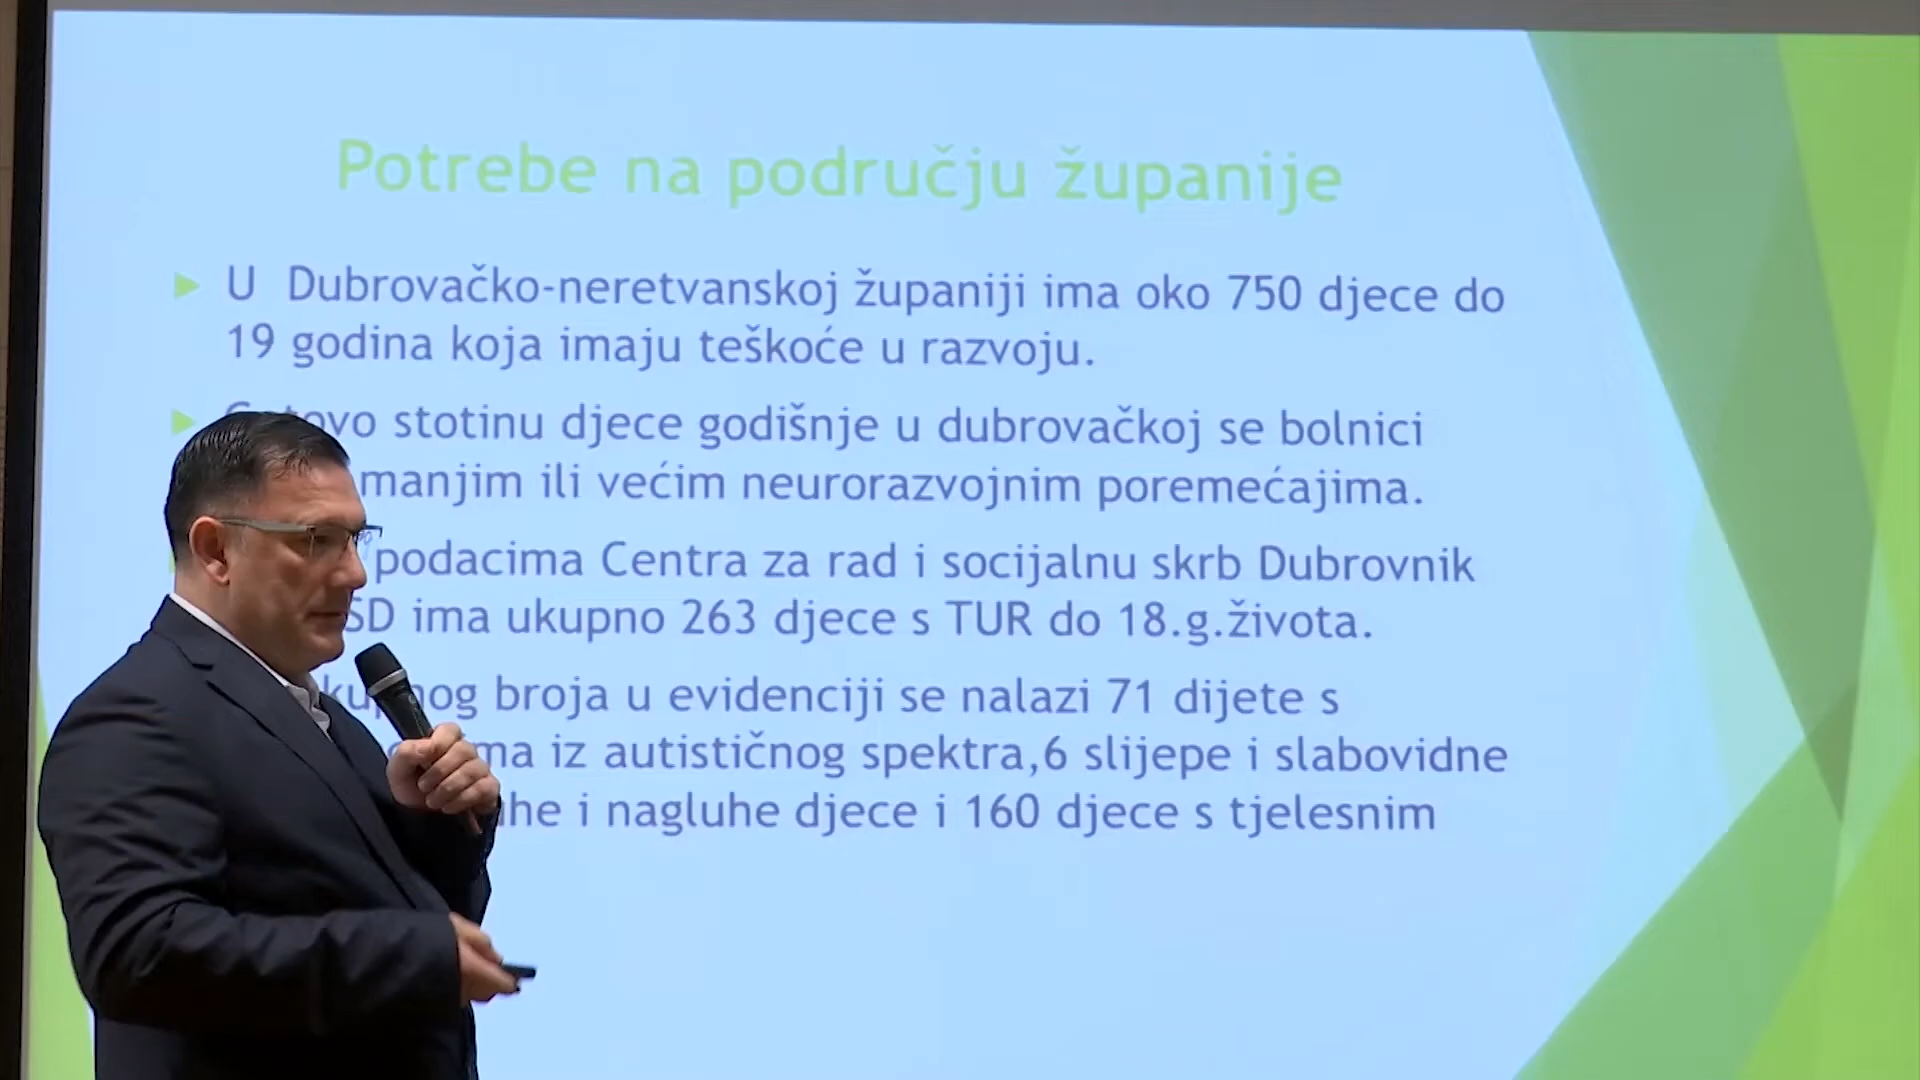 Potrebe na području županije
U Dubrovačko-neretvanskoj županiji ima oko 750 djece do
19 godina koja imaju teškoće u razvoju.
stotinu djece godišnje u dubrovačkoj se bolnici
manjim ili većim neurorazvojnim poremećajima.
podacima Centra za rad i socijalnu skrb Dubrovnik
ima ukupno 263 djece s TUR do 18.g.života.
broja u evidenciji se nalazi 71 dijete s
iz autističnog spektra,6 slijepe i slabovidne
i nagluhe djece i 160 djece s tjelesnim